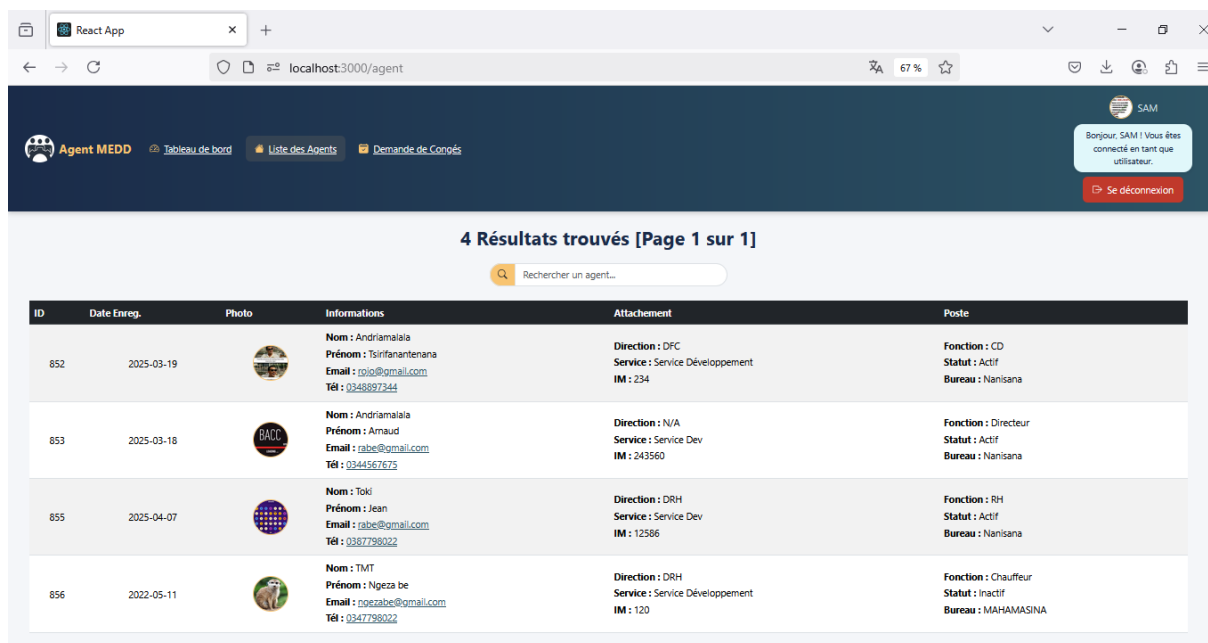 React App
localhost:3000/agent
67 %
SAM
Bonjour, SAM ! Vous êtes
connecté en tant que
utilisateur.
Se déconnexion
Agent MEDD
Tableau de bord
Liste des Agents
Demande de Congés
4 Résultats trouvés [Page 1 sur 1]
Rechercher un agent...
ID Date Enreg. Photo Informations Attachement Poste
852
2025-03-19
Nom : Andriamalala
Prénom : Tsirifanantenana
Email : rojo@gmail.com
Tél : 0348897344
Direction : DFC
Service : Service Développement
IM : 234
Fonction : CD
Statut : Actif
Bureau : Nanisana
853
2025-03-18
BACC
Nom : Andriamalala
Prénom : Arnaud
Email : rabe@gmail.com
Tél : 0344567675
Direction : N/A
Service : Service Dev
IM : 243560
Fonction : Directeur
Statut : Actif
Bureau : Nanisana
855
2025-04-07
Nom : Toki
Prénom : Jean
Email : rabe@gmail.com
Tél : 0387798022
Direction : DRH
Service : Service Dev
IM : 12586
Fonction : RH
Statut : Actif
Bureau : Nanisana
856
2022-05-11
Nom : TMT
Prénom : Ngeza be
Email : ngezabe@gmail.com
Tél : 0347798022
Direction : DRH
Service : Service Développement
IM : 120
Fonction : Chauffeur
Statut : Inactif
Bureau : MAHAMASINA